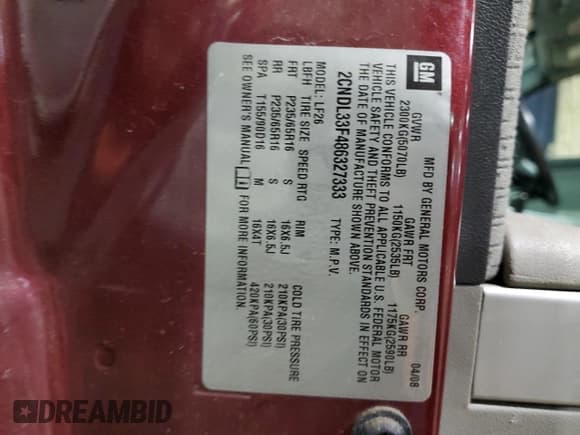 GM
MFD BY GENERAL MOTORS CORP. 04/08
GVWR GAWR FRT GAWR RR
2300KG(5070LB) 1150KG(2535LB) 1175KG(2590LB)
THIS VEHICLE CONFORMS TO ALL APPLICABLE U.S. FEDERAL MOTOR
VEHICLE SAFETY AND THEFT PREVENTION STANDARDS IN EFFECT ON
THE DATE OF MANUFACTURE SHOWN ABOVE.
2CNDL33F486327333 TYPE: M.P.V.
MODEL: LF26
LBFH TIRE SIZE SPEED RTG RIM COLD TIRE PRESSURE
FRT P235/65R16 S 16X6.5J 210KPA(30PSI)
RR P235/65R16 S 16X6.5J 210KPA(30PSI)
SPA T155/90D16 M 16X4T 420KPA(60PSI)
SEE OWNER'S MANUAL FOR MORE INFORMATION.
DREAMBID